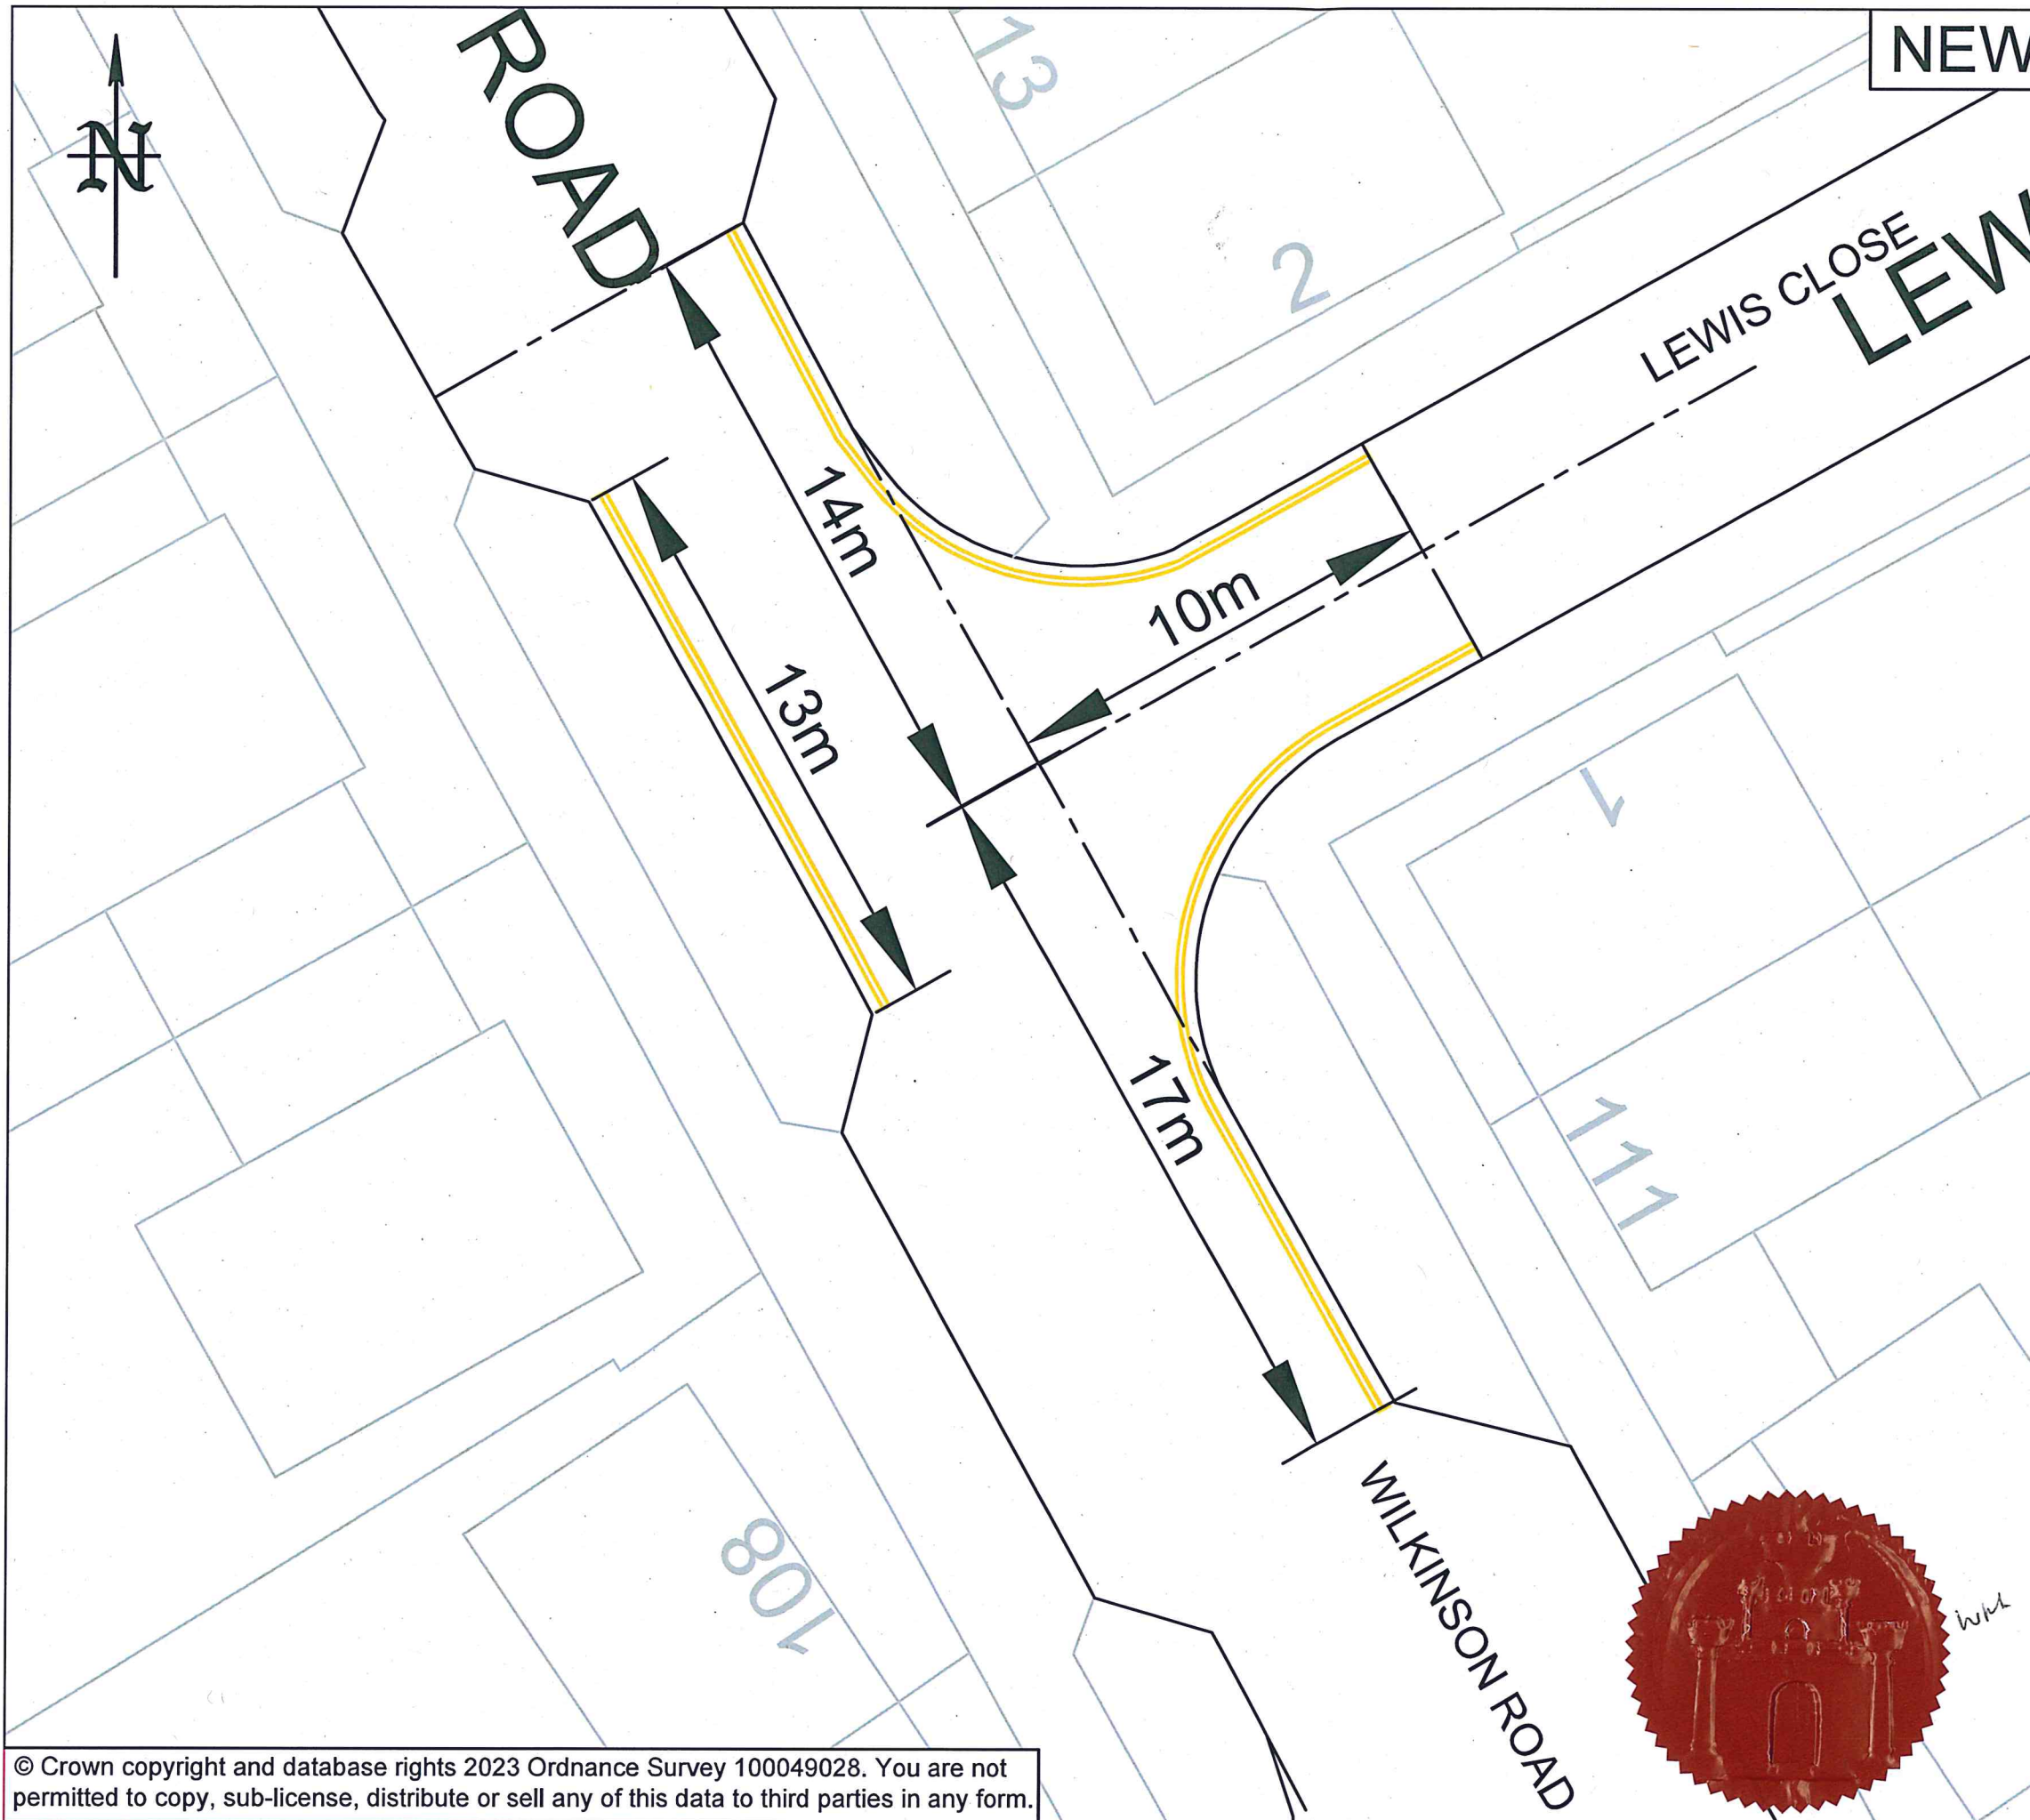 NEW
N
ROAD
13
2
LEWIS CLOSE
LEW
14m
10m
13m
1
17m
111
108
WILKINSON ROAD
© Crown copyright and database rights 2023 Ordnance Survey 100049028. You are not
permitted to copy, sub-license, distribute or sell any of this data to third parties in any form.